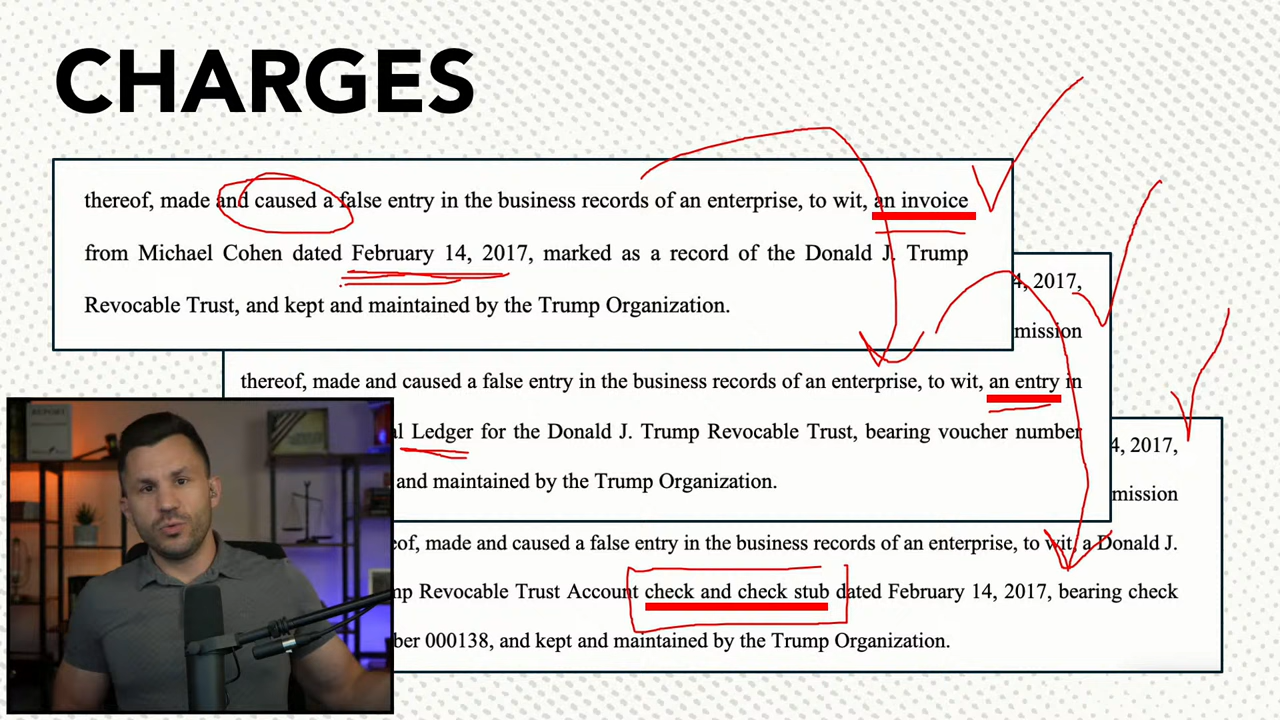 CHARGES
thereof, made and caused a false entry in the business records of an enterprise, to wit, an invoice
from Michael Cohen dated February 14, 2017, marked as a record of the Donald J. Trump
Revocable Trust, and kept and maintained by the Trump Organization.
4, 2017,
mission
thereof, made and caused a false entry in the business records of an enterprise, to wit, an entry in
al Ledger for the Donald J. Trump Revocable Trust, bearing voucher number
and maintained by the Trump Organization.
4, 2017,
mission
eof, made and caused a false entry in the business records of an enterprise, to wit, a Donald J.
mp Revocable Trust Account check and check stub dated February 14, 2017, bearing check
ber 000138, and kept and maintained by the Trump Organization.
REPORT